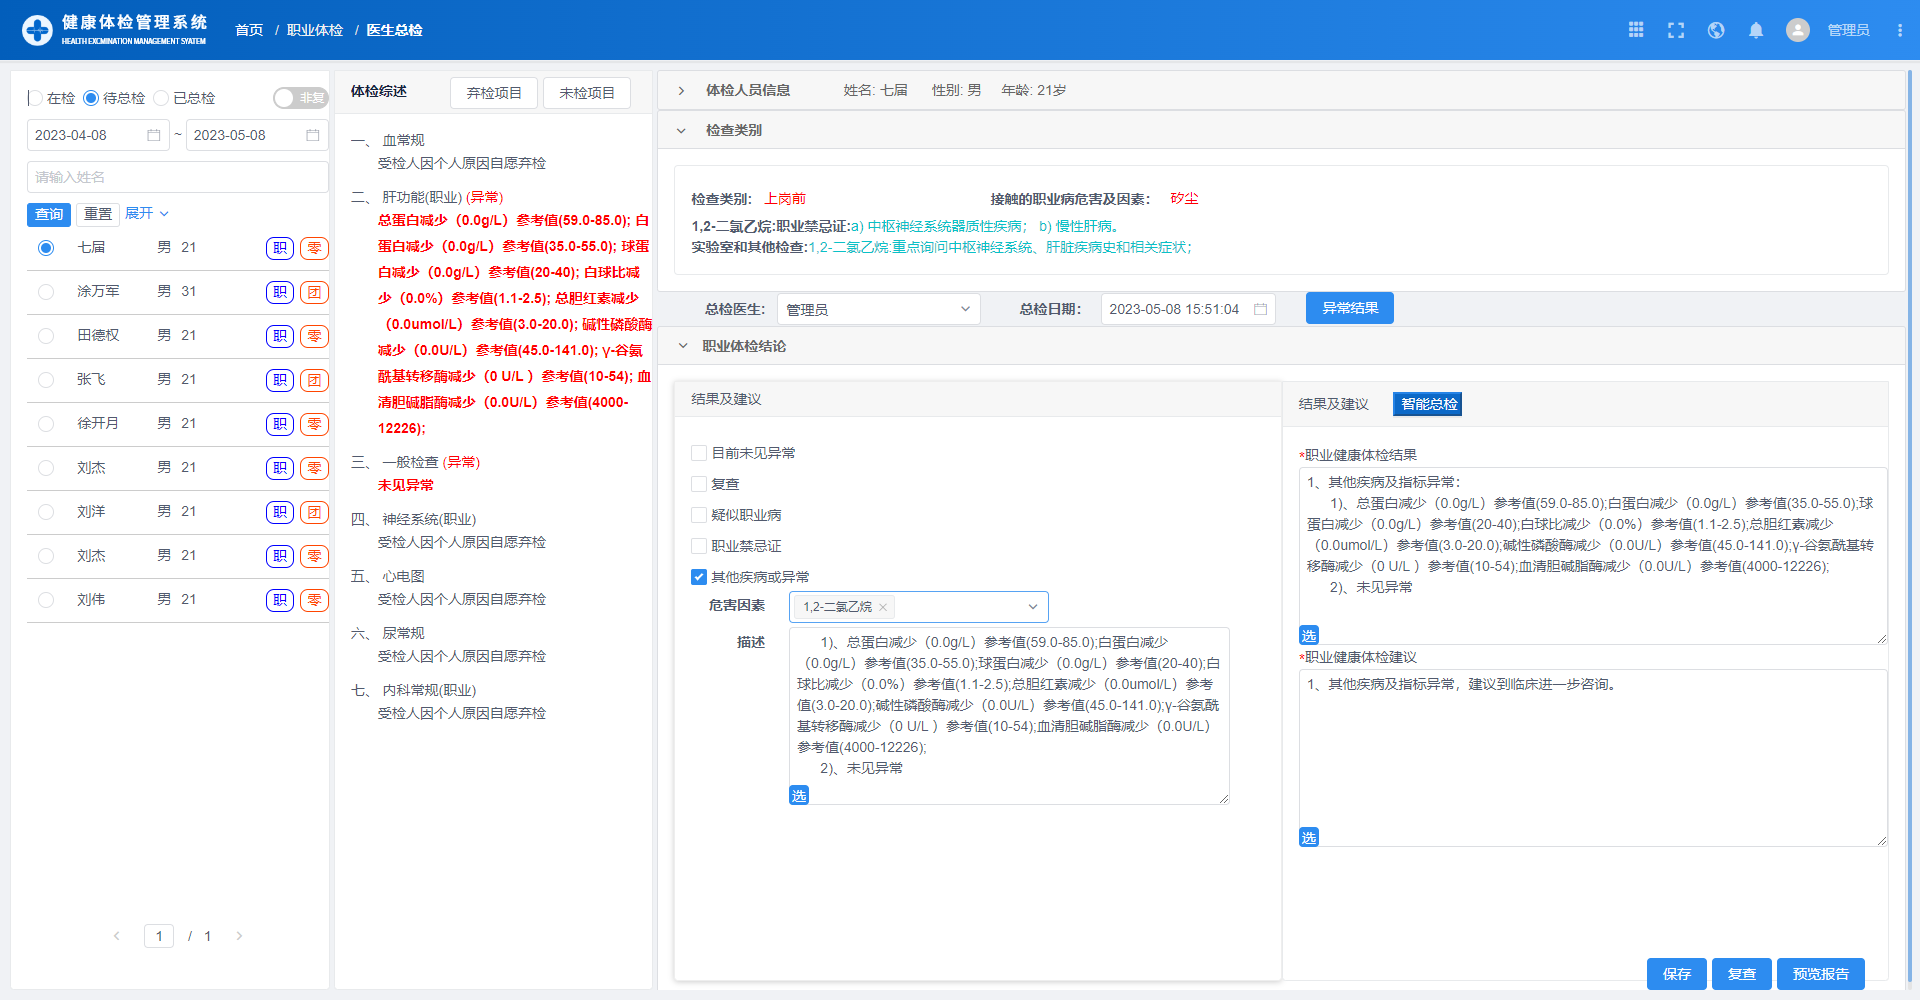 健康体检管理系统
HEALTH EXCMINATION MANAGEMENT SYATEM
首页 / 职业体检 / 医生总检
管理员
在检 待总检 已总检 非复
2023-04-08 ~ 2023-05-08
请输入姓名
查询 重置 展开
七届 男 21 职 零
涂万军 男 31 职 团
田德权 男 21 职 零
张飞 男 21 职 团
徐开月 男 21 职 零
刘杰 男 21 职 零
刘洋 男 21 职 团
刘杰 男 21 职 零
刘伟 男 21 职 零
1 / 1
体检综述 弃检项目 未检项目
一、 血常规
受检人因个人原因自愿弃检
二、 肝功能(职业) (异常)
总蛋白减少（0.0g/L）参考值(59.0-85.0); 白
蛋白减少（0.0g/L）参考值(35.0-55.0); 球蛋
白减少（0.0g/L）参考值(20-40); 白球比减
少（0.0%）参考值(1.1-2.5); 总胆红素减少
（0.0umol/L）参考值(3.0-20.0); 碱性磷酸酶
减少（0.0U/L）参考值(45.0-141.0); γ-谷氨
酰基转移酶减少（0 U/L ）参考值(10-54); 血
清胆碱脂酶减少（0.0U/L）参考值(4000-
12226);
三、 一般检查 (异常)
未见异常
四、 神经系统(职业)
受检人因个人原因自愿弃检
五、 心电图
受检人因个人原因自愿弃检
六、 尿常规
受检人因个人原因自愿弃检
七、 内科常规(职业)
受检人因个人原因自愿弃检
体检人员信息 姓名: 七届 性别: 男 年龄: 21岁
检查类别
检查类别： 上岗前 接触的职业病危害及因素： 矽尘
1,2-二氯乙烷:职业禁忌证:a) 中枢神经系统器质性疾病； b) 慢性肝病。
实验室和其他检查:1,2-二氯乙烷:重点询问中枢神经系统、肝脏疾病史和相关症状；
总检医生: 管理员 总检日期: 2023-05-08 15:51:04 异常结果
职业体检结论
结果及建议
目前未见异常
复查
疑似职业病
职业禁忌证
其他疾病或异常
危害因素 1,2-二氯乙烷
描述
1)、总蛋白减少（0.0g/L）参考值(59.0-85.0);白蛋白减少
（0.0g/L）参考值(35.0-55.0);球蛋白减少（0.0g/L）参考值(20-40);白
球比减少（0.0%）参考值(1.1-2.5);总胆红素减少（0.0umol/L）参考
值(3.0-20.0);碱性磷酸酶减少（0.0U/L）参考值(45.0-141.0);γ-谷氨酰
基转移酶减少（0 U/L ）参考值(10-54);血清胆碱脂酶减少（0.0U/L）
参考值(4000-12226);
2)、未见异常
选
结果及建议 智能总检
*职业健康体检结果
1、其他疾病及指标异常:
1)、总蛋白减少（0.0g/L）参考值(59.0-85.0);白蛋白减少（0.0g/L）参考值(35.0-55.0);球
蛋白减少（0.0g/L）参考值(20-40);白球比减少（0.0%）参考值(1.1-2.5);总胆红素减少
（0.0umol/L）参考值(3.0-20.0);碱性磷酸酶减少（0.0U/L）参考值(45.0-141.0);γ-谷氨酰基转
移酶减少（0 U/L ）参考值(10-54);血清胆碱脂酶减少（0.0U/L）参考值(4000-12226);
2)、未见异常
选
*职业健康体检建议
1、其他疾病及指标异常，建议到临床进一步咨询。
选
保存 复查 预览报告